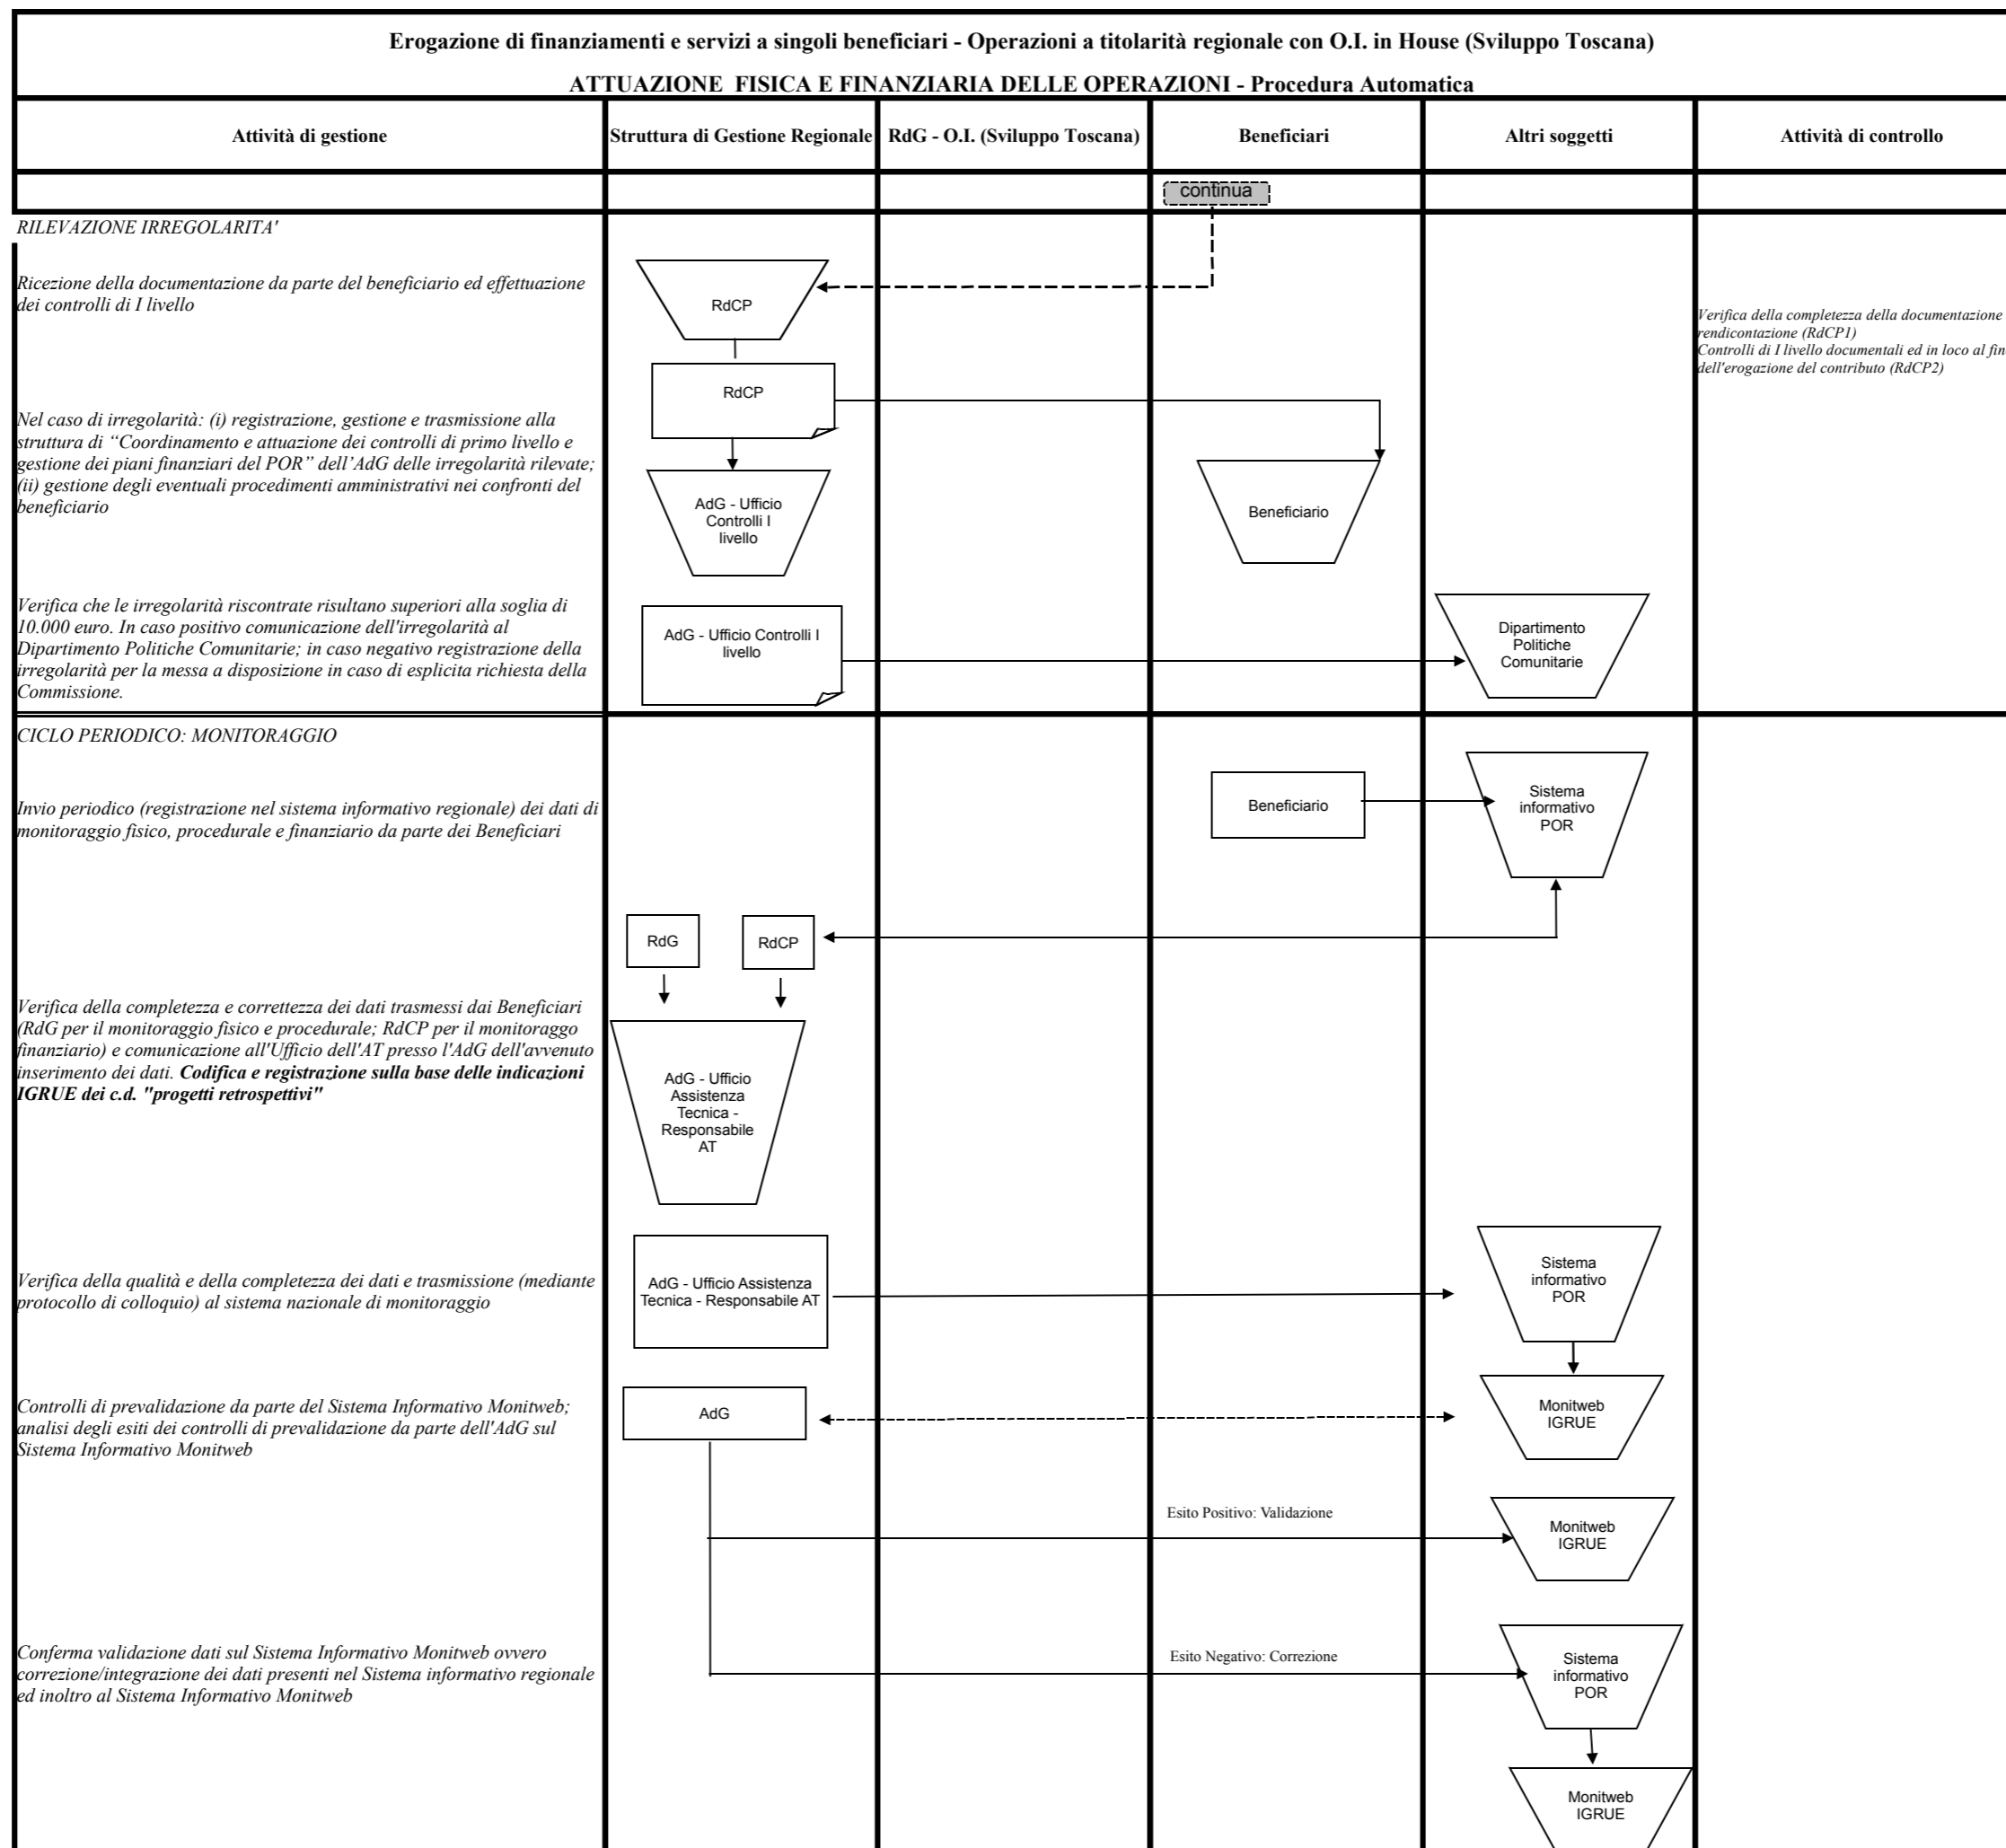 Erogazione di finanziamenti e servizi a singoli beneficiari - Operazioni a titolarità regionale con O.I. in House (Sviluppo Toscana)
ATTUAZIONE FISICA E FINANZIARIA DELLE OPERAZIONI - Procedura Automatica
Attività di gestione
Struttura di Gestione Regionale
RdG - O.I. (Sviluppo Toscana)
Beneficiari
Altri soggetti
Attività di controllo
continua
RILEVAZIONE IRREGOLARITA'
Ricezione della documentazione da parte del beneficiario ed effettuazione
dei controlli di I livello
RdCP
Verifica della completezza della documentazione
rendicontazione (RdCP1)
Controlli di I livello documentali ed in loco al fin
dell'erogazione del contributo (RdCP2)
RdCP
Nel caso di irregolarità: (i) registrazione, gestione e trasmissione alla
struttura di “Coordinamento e attuazione dei controlli di primo livello e
gestione dei piani finanziari del POR” dell’AdG delle irregolarità rilevate;
(ii) gestione degli eventuali procedimenti amministrativi nei confronti del
beneficiario
AdG - Ufficio
Controlli I
livello
Beneficiario
Verifica che le irregolarità riscontrate risultano superiori alla soglia di
10.000 euro. In caso positivo comunicazione dell'irregolarità al
Dipartimento Politiche Comunitarie; in caso negativo registrazione della
irregolarità per la messa a disposizione in caso di esplicita richiesta della
Commissione.
AdG - Ufficio Controlli I
livello
Dipartimento
Politiche
Comunitarie
CICLO PERIODICO: MONITORAGGIO
Invio periodico (registrazione nel sistema informativo regionale) dei dati di
monitoraggio fisico, procedurale e finanziario da parte dei Beneficiari
Beneficiario
Sistema
informativo
POR
RdG
RdCP
Verifica della completezza e correttezza dei dati trasmessi dai Beneficiari
(RdG per il monitoraggio fisico e procedurale; RdCP per il monitoraggo
finanziario) e comunicazione all'Ufficio dell'AT presso l'AdG dell'avvenuto
inserimento dei dati. Codifica e registrazione sulla base delle indicazioni
IGRUE dei c.d. "progetti retrospettivi"
AdG - Ufficio
Assistenza
Tecnica -
Responsabile
AT
Verifica della qualità e della completezza dei dati e trasmissione (mediante
protocollo di colloquio) al sistema nazionale di monitoraggio
AdG - Ufficio Assistenza
Tecnica - Responsabile AT
Sistema
informativo
POR
Controlli di prevalidazione da parte del Sistema Informativo Monitweb;
analisi degli esiti dei controlli di prevalidazione da parte dell'AdG sul
Sistema Informativo Monitweb
AdG
Monitweb
IGRUE
Esito Positivo: Validazione
Monitweb
IGRUE
Conferma validazione dati sul Sistema Informativo Monitweb ovvero
correzione/integrazione dei dati presenti nel Sistema informativo regionale
ed inoltro al Sistema Informativo Monitweb
Esito Negativo: Correzione
Sistema
informativo
POR
Monitweb
IGRUE